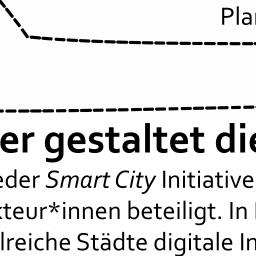 Plan
er gestaltet die
eder Smart City Initiative
kteur*innen beteiligt. In
lreiche Städte digitale In